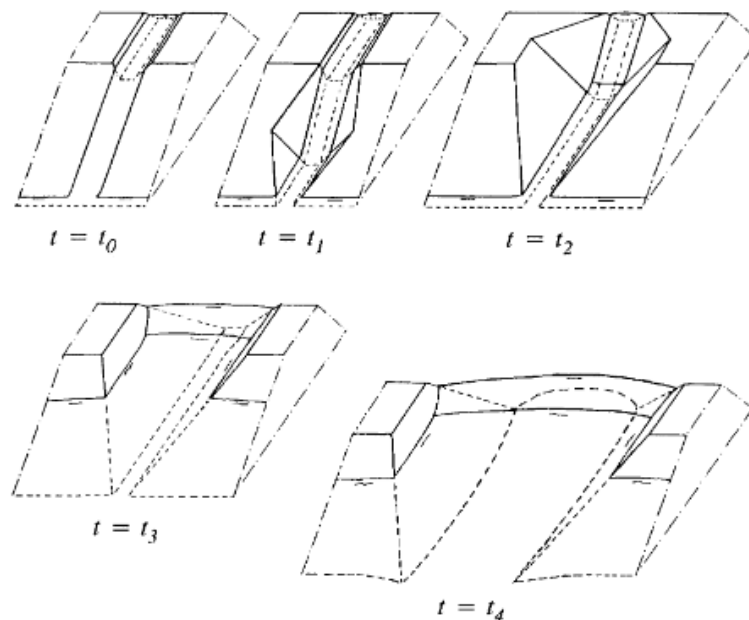 t = t₀
t = t₁
t = t₂
t = t₃
t = t₄